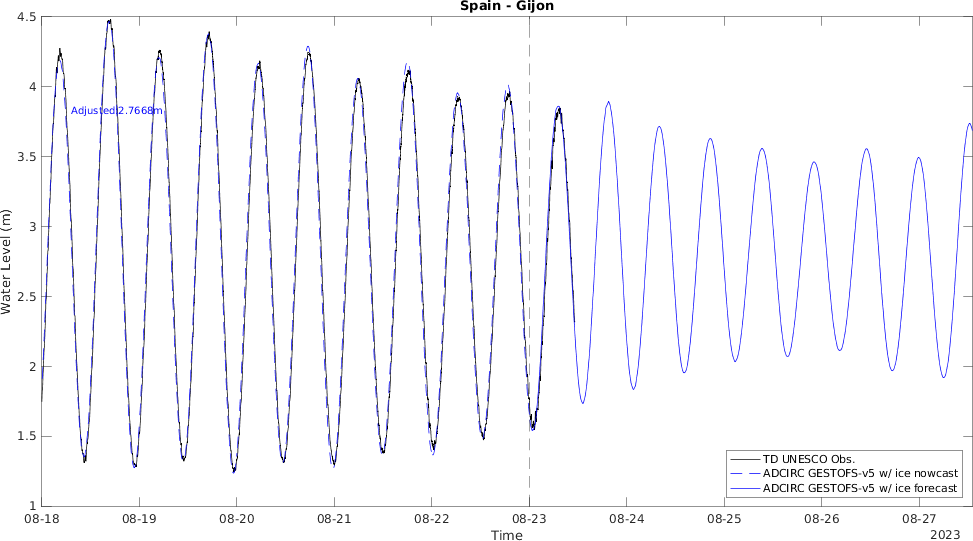 Spain - Gijon
4.5
4
3.5
3
2.5
2
1.5
1
Water Level (m)
Adjusted 2.7668m
TD UNESCO Obs.
ADCIRC GESTOFS-v5 w/ ice nowcast
ADCIRC GESTOFS-v5 w/ ice forecast
08-18 08-19 08-20 08-21 08-22 08-23 08-24 08-25 08-26 08-27
Time
2023